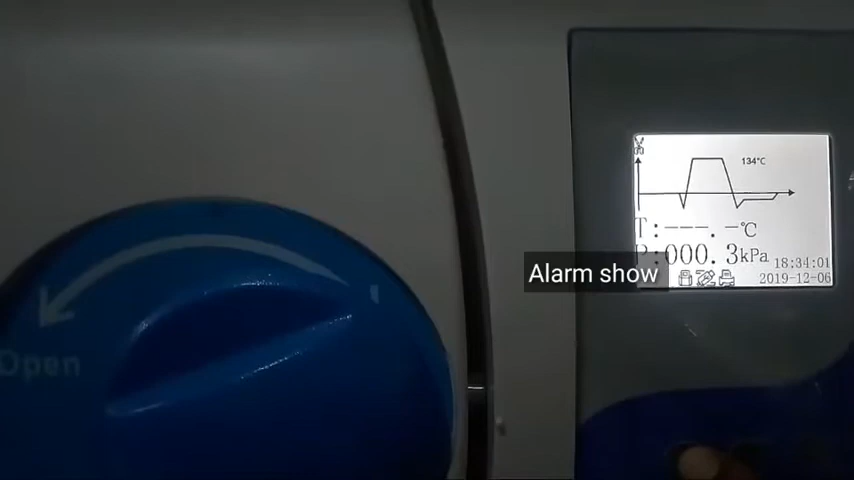 134°C
T:---.-°C
P:000.3kPa
18:34:01
2019-12-06
Alarm show
Open